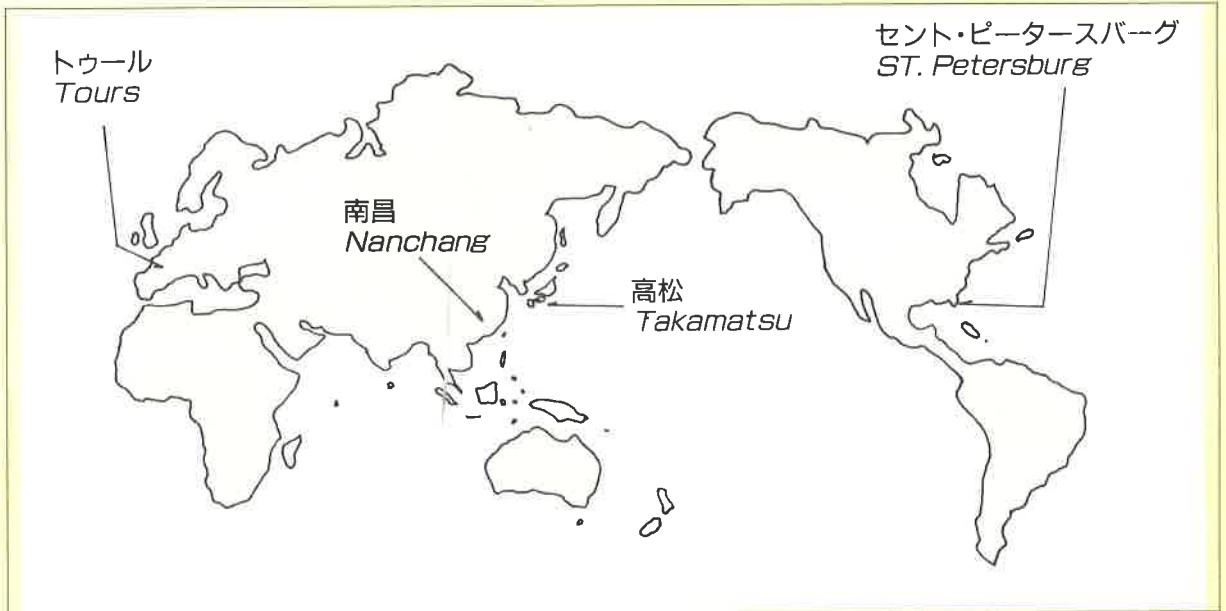 トゥール
Tours
セント・ピータースバーグ
ST. Petersburg
南昌
Nanchang
高松
Takamatsu